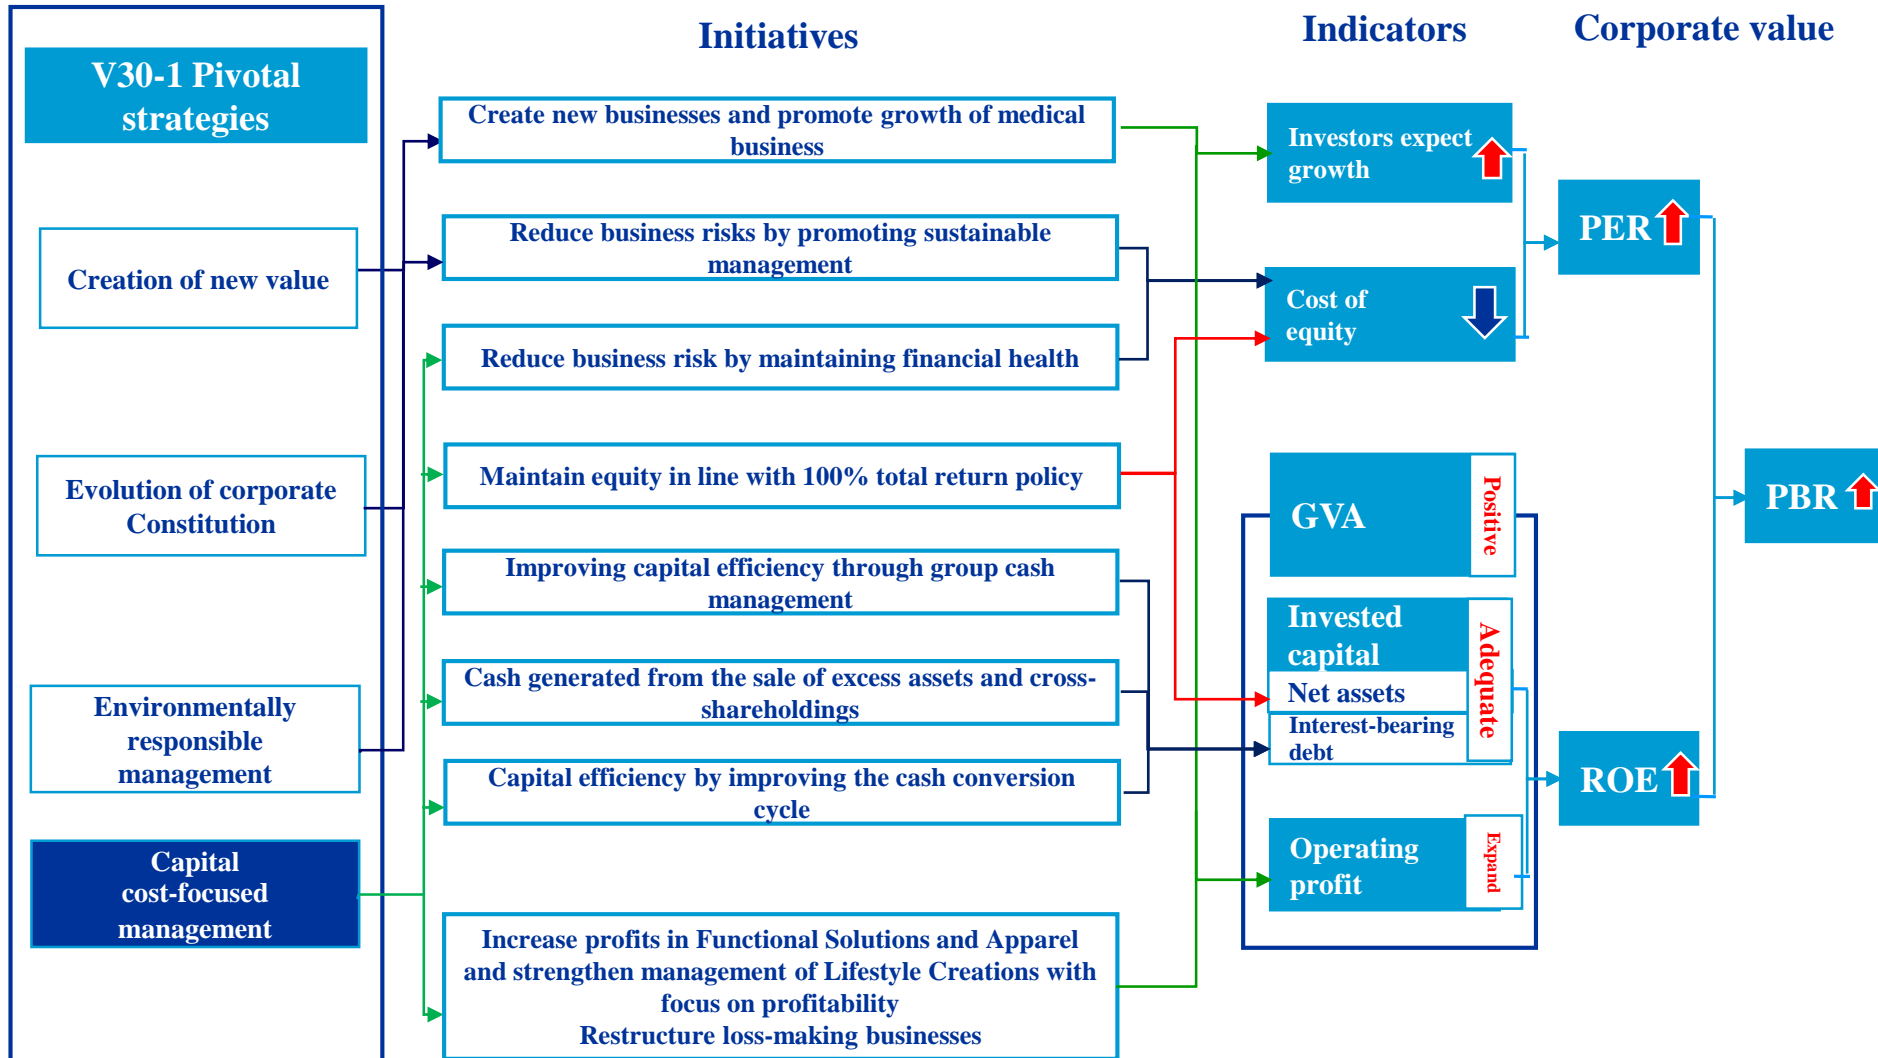 Initiatives
Indicators
Corporate value
V30-1 Pivotal
strategies
Creation of new value
Evolution of corporate
Constitution
Environmentally
responsible
management
Capital
cost-focused
management
Create new businesses and promote growth of medical
business
Reduce business risks by promoting sustainable
management
Reduce business risk by maintaining financial health
Maintain equity in line with 100% total return policy
Improving capital efficiency through group cash
management
Cash generated from the sale of excess assets and cross-
shareholdings
Capital efficiency by improving the cash conversion
cycle
Increase profits in Functional Solutions and Apparel
and strengthen management of Lifestyle Creations with
focus on profitability
Restructure loss-making businesses
Investors expect
growth
Cost of
equity
GVA
Positive
Invested
capital
Net assets
Interest-bearing
debt
Adequate
Operating
profit
Expand
PER
ROE
PBR